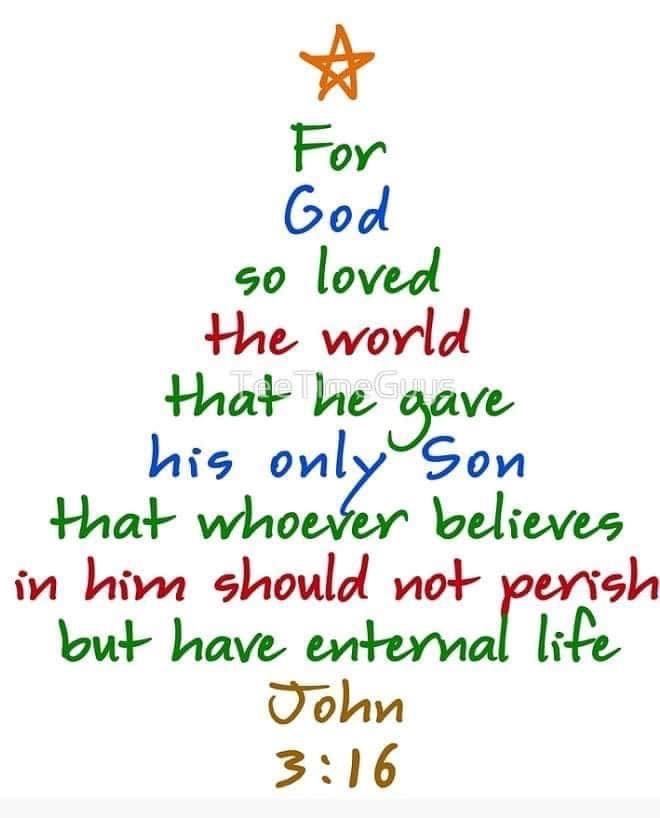 For
God
so loved
the world
TeeTimeGuys
that he gave
his only Son
that whoever believes
in him should not perish
but have enternal life
John
3:16